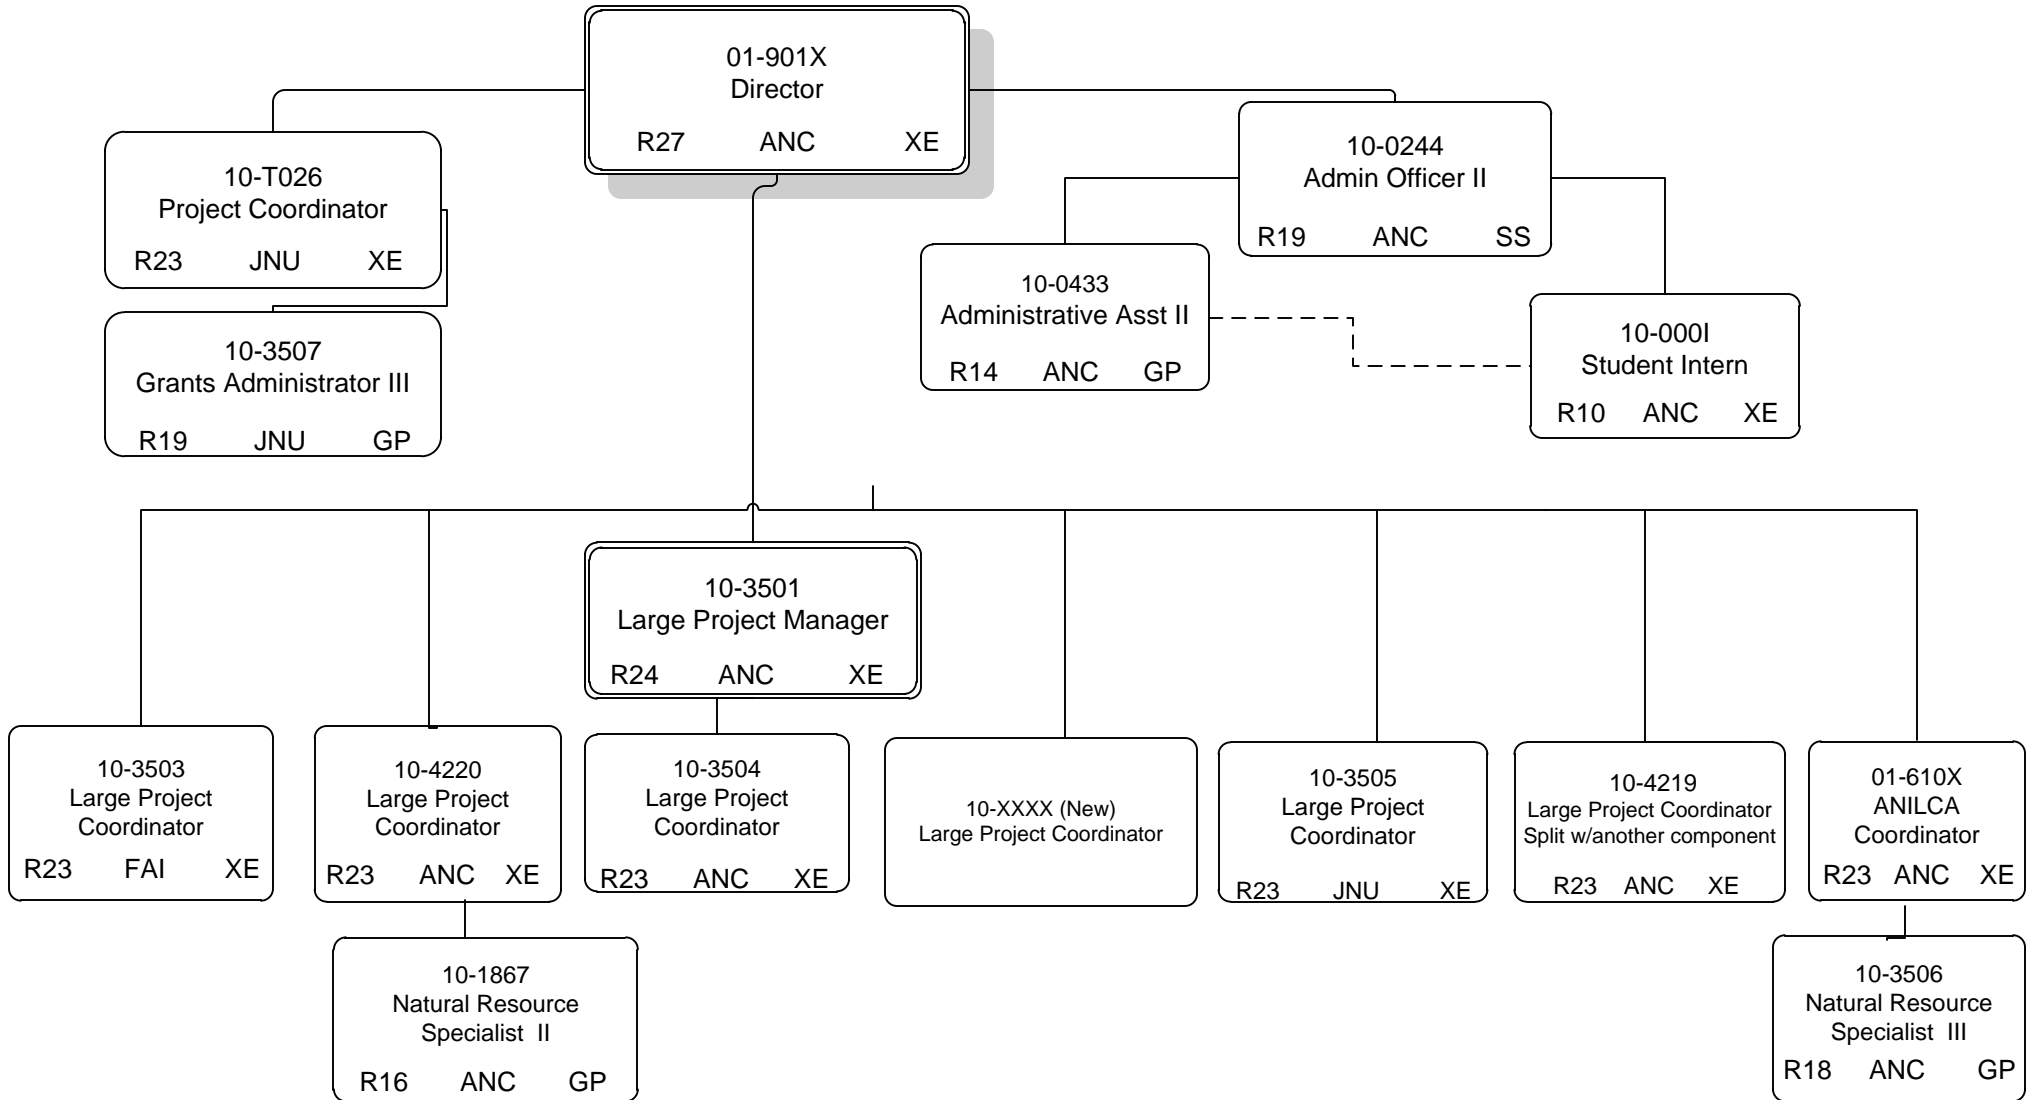 01-901X
Director
R27 ANC XE
10-T026
Project Coordinator
R23 JNU XE
10-0244
Admin Officer II
R19 ANC SS
10-3507
Grants Administrator III
R19 JNU GP
10-0433
Administrative Asst II
R14 ANC GP
10-000I
Student Intern
R10 ANC XE
10-3501
Large Project Manager
R24 ANC XE
10-3503
Large Project
Coordinator
R23 FAI XE
10-4220
Large Project
Coordinator
R23 ANC XE
10-3504
Large Project
Coordinator
R23 ANC XE
10-XXXX (New)
Large Project Coordinator
10-3505
Large Project
Coordinator
R23 JNU XE
10-4219
Large Project Coordinator
Split w/another component
R23 ANC XE
01-610X
ANILCA
Coordinator
R23 ANC XE
10-1867
Natural Resource
Specialist II
R16 ANC GP
10-3506
Natural Resource
Specialist III
R18 ANC GP